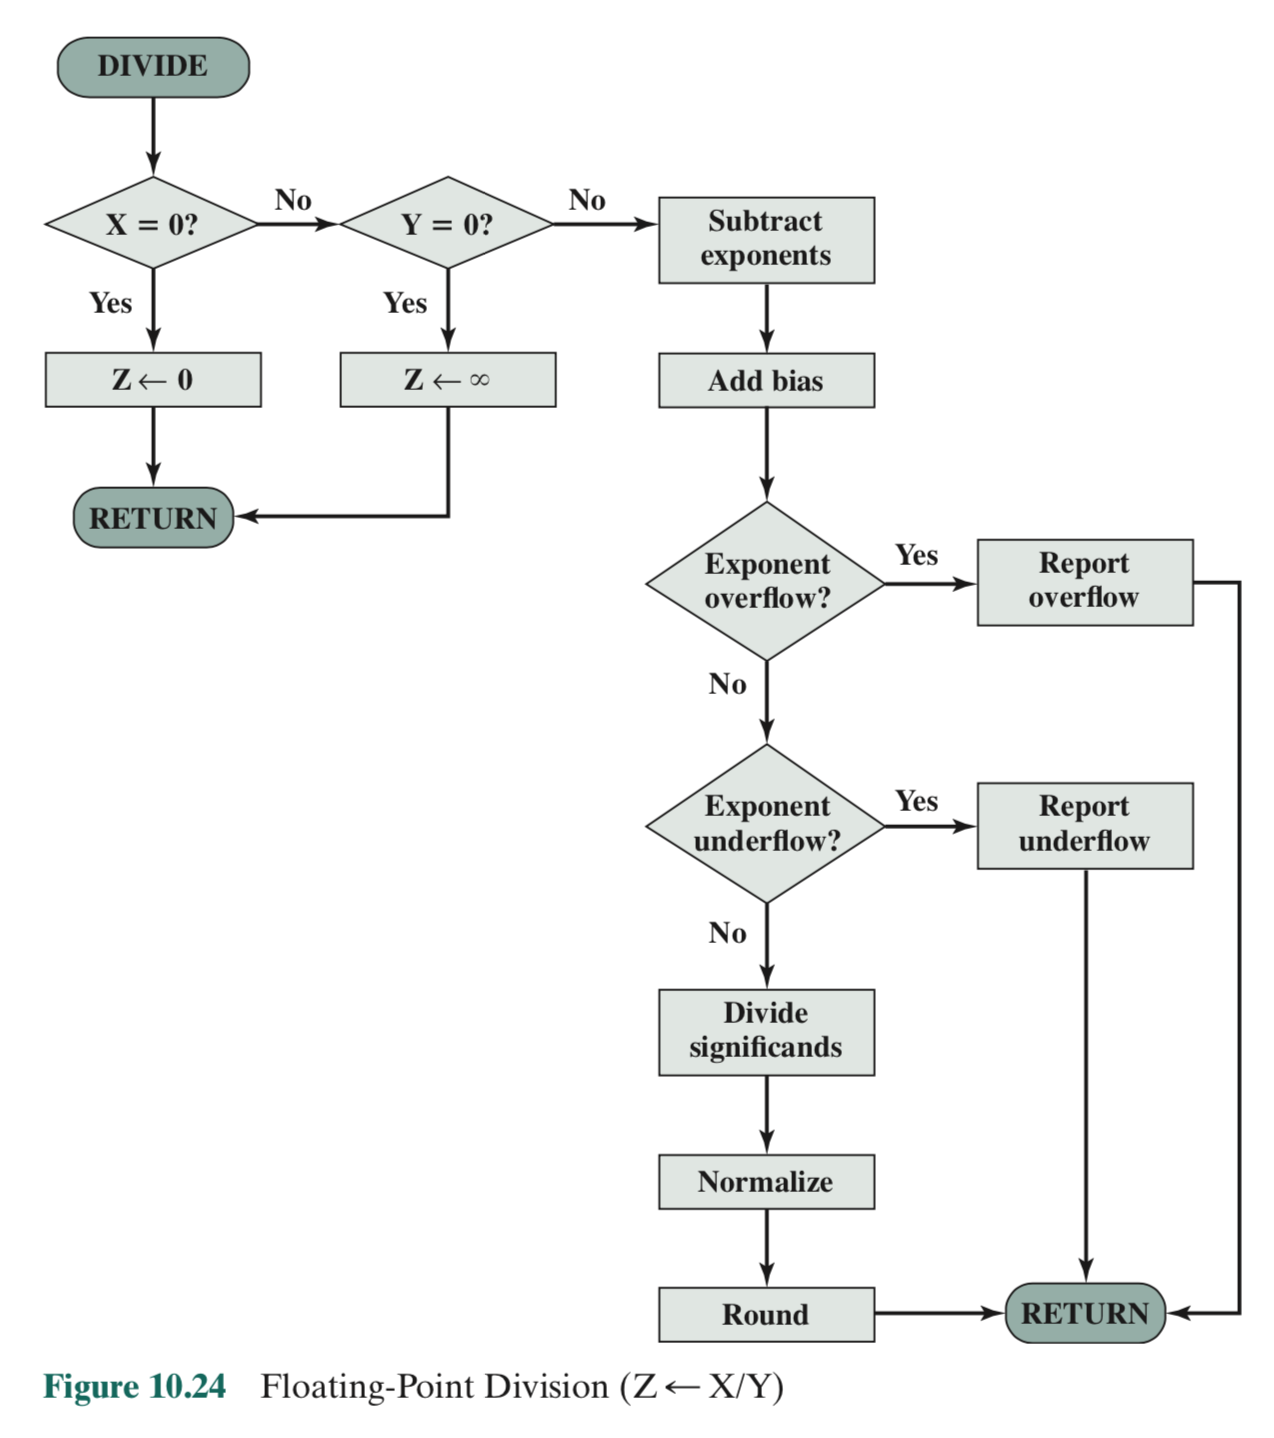 DIVIDE
X = 0?
No
Y = 0?
No
Subtract
exponents
Yes
Yes
Z ← 0
Z ← ∞
Add bias
RETURN
Exponent
overflow?
Yes
Report
overflow
No
Exponent
underflow?
Yes
Report
underflow
No
Divide
significands
Normalize
Round
RETURN
Figure 10.24 Floating-Point Division (Z ← X/Y)